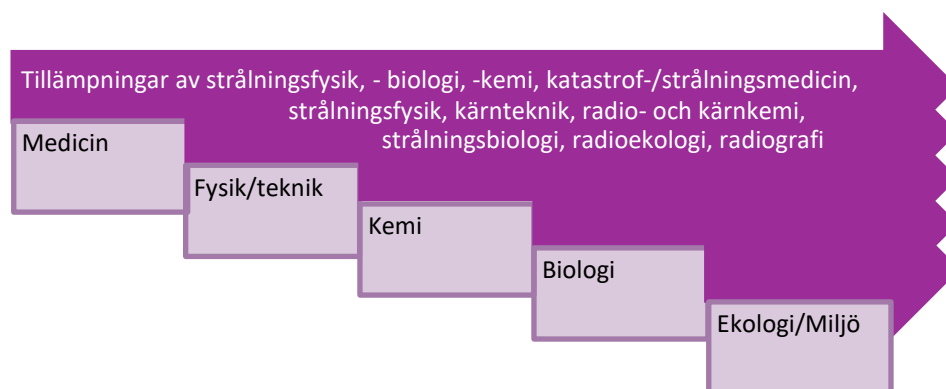 Tillämpningar av strålningsfysik, - biologi, -kemi, katastrof-/strålningsmedicin,
strålningsfysik, kärnteknik, radio- och kärnkemi,
strålningsbiologi, radioekologi, radiografi
Medicin
Fysik/teknik
Kemi
Biologi
Ekologi/Miljö